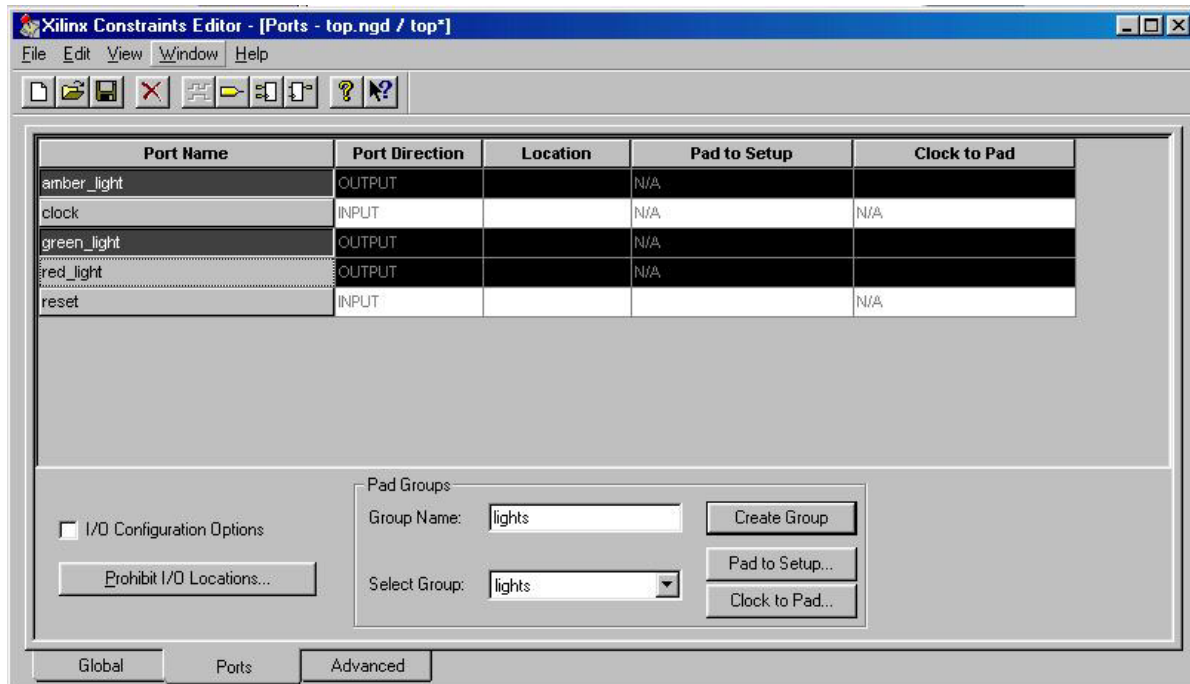 Xilinx Constraints Editor - [Ports - top.ngd / top*]
File Edit View Window Help
Port Name Port Direction Location Pad to Setup Clock to Pad
amber_light OUTPUT N/A
clock INPUT N/A N/A
green_light OUTPUT N/A
red_light OUTPUT N/A
reset INPUT N/A
Pad Groups
I/O Configuration Options
Prohibit I/O Locations...
Group Name: lights Create Group
Pad to Setup...
Select Group: lights
Clock to Pad...
Global Ports Advanced